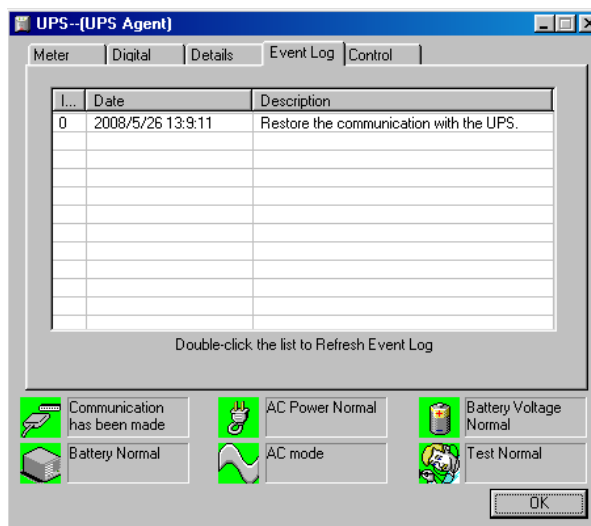 UPS--(UPS Agent)
Meter Digital Details Event Log Control
I... Date Description
0 2008/5/26 13:9:11 Restore the communication with the UPS.
Double-click the list to Refresh Event Log
Communication has been made
AC Power Normal
Battery Voltage Normal
Battery Normal
AC mode
Test Normal
OK